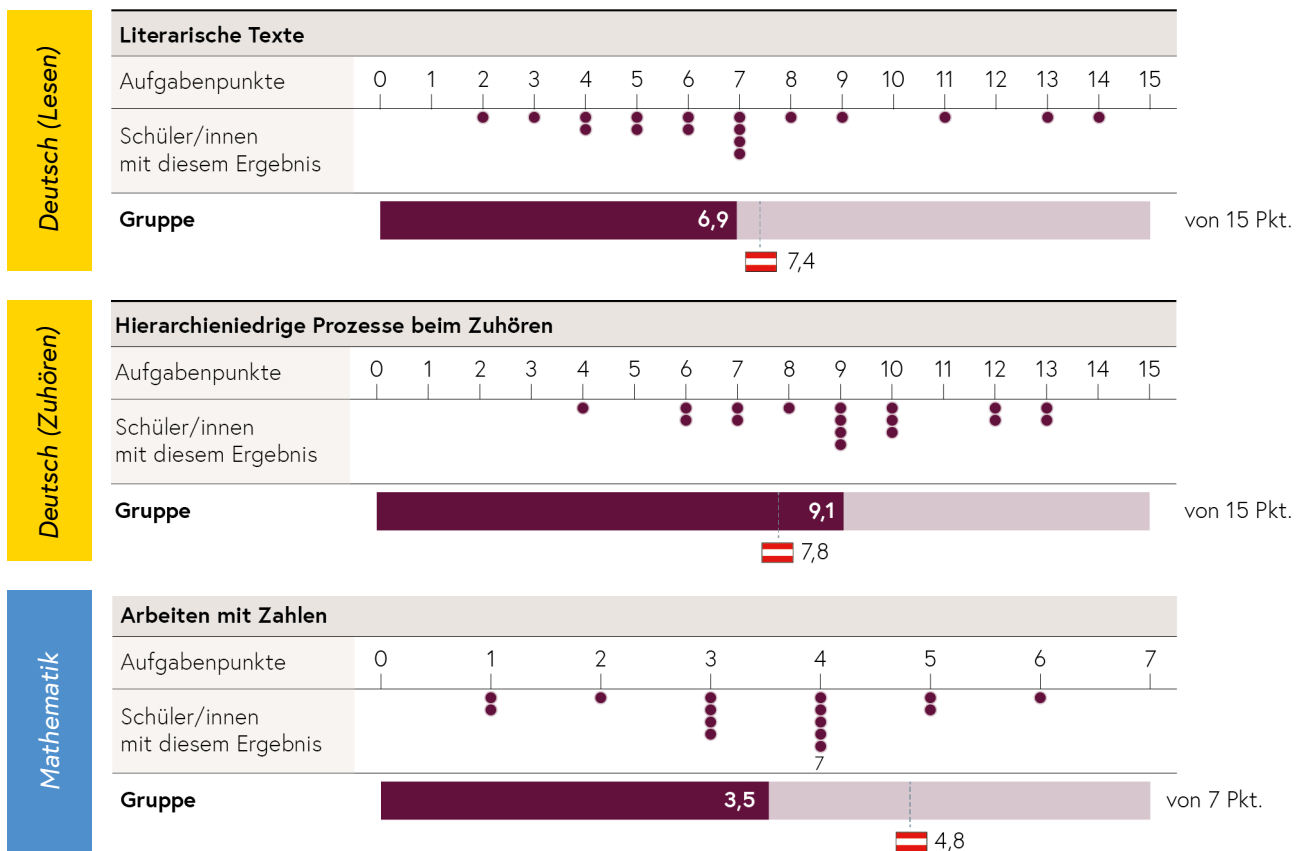 Deutsch (Lesen)
Literarische Texte
Aufgabenpunkte 0 1 2 3 4 5 6 7 8 9 10 11 12 13 14 15
Schüler/innen
mit diesem Ergebnis
Gruppe 6,9 von 15 Pkt.
7,4
Deutsch (Zuhören)
Hierarchieniedrige Prozesse beim Zuhören
Aufgabenpunkte 0 1 2 3 4 5 6 7 8 9 10 11 12 13 14 15
Schüler/innen
mit diesem Ergebnis
Gruppe 9,1 von 15 Pkt.
7,8
Mathematik
Arbeiten mit Zahlen
Aufgabenpunkte 0 1 2 3 4 5 6 7
Schüler/innen
mit diesem Ergebnis
7
Gruppe 3,5 von 7 Pkt.
4,8